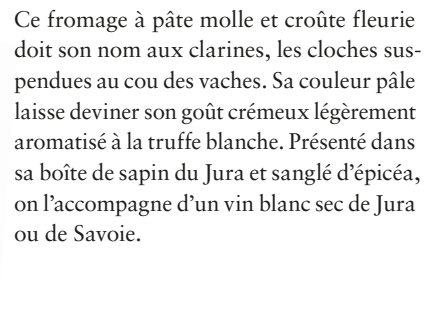 Ce fromage à pâte molle et croûte fleurie
doit son nom aux clarines, les cloches sus-
pendues au cou des vaches. Sa couleur pâle
laisse deviner son goût crémeux légèrement
aromatisé à la truffe blanche. Présenté dans
sa boîte de sapin du Jura et sanglé d’épicéa,
on l’accompagne d’un vin blanc sec de Jura
ou de Savoie.